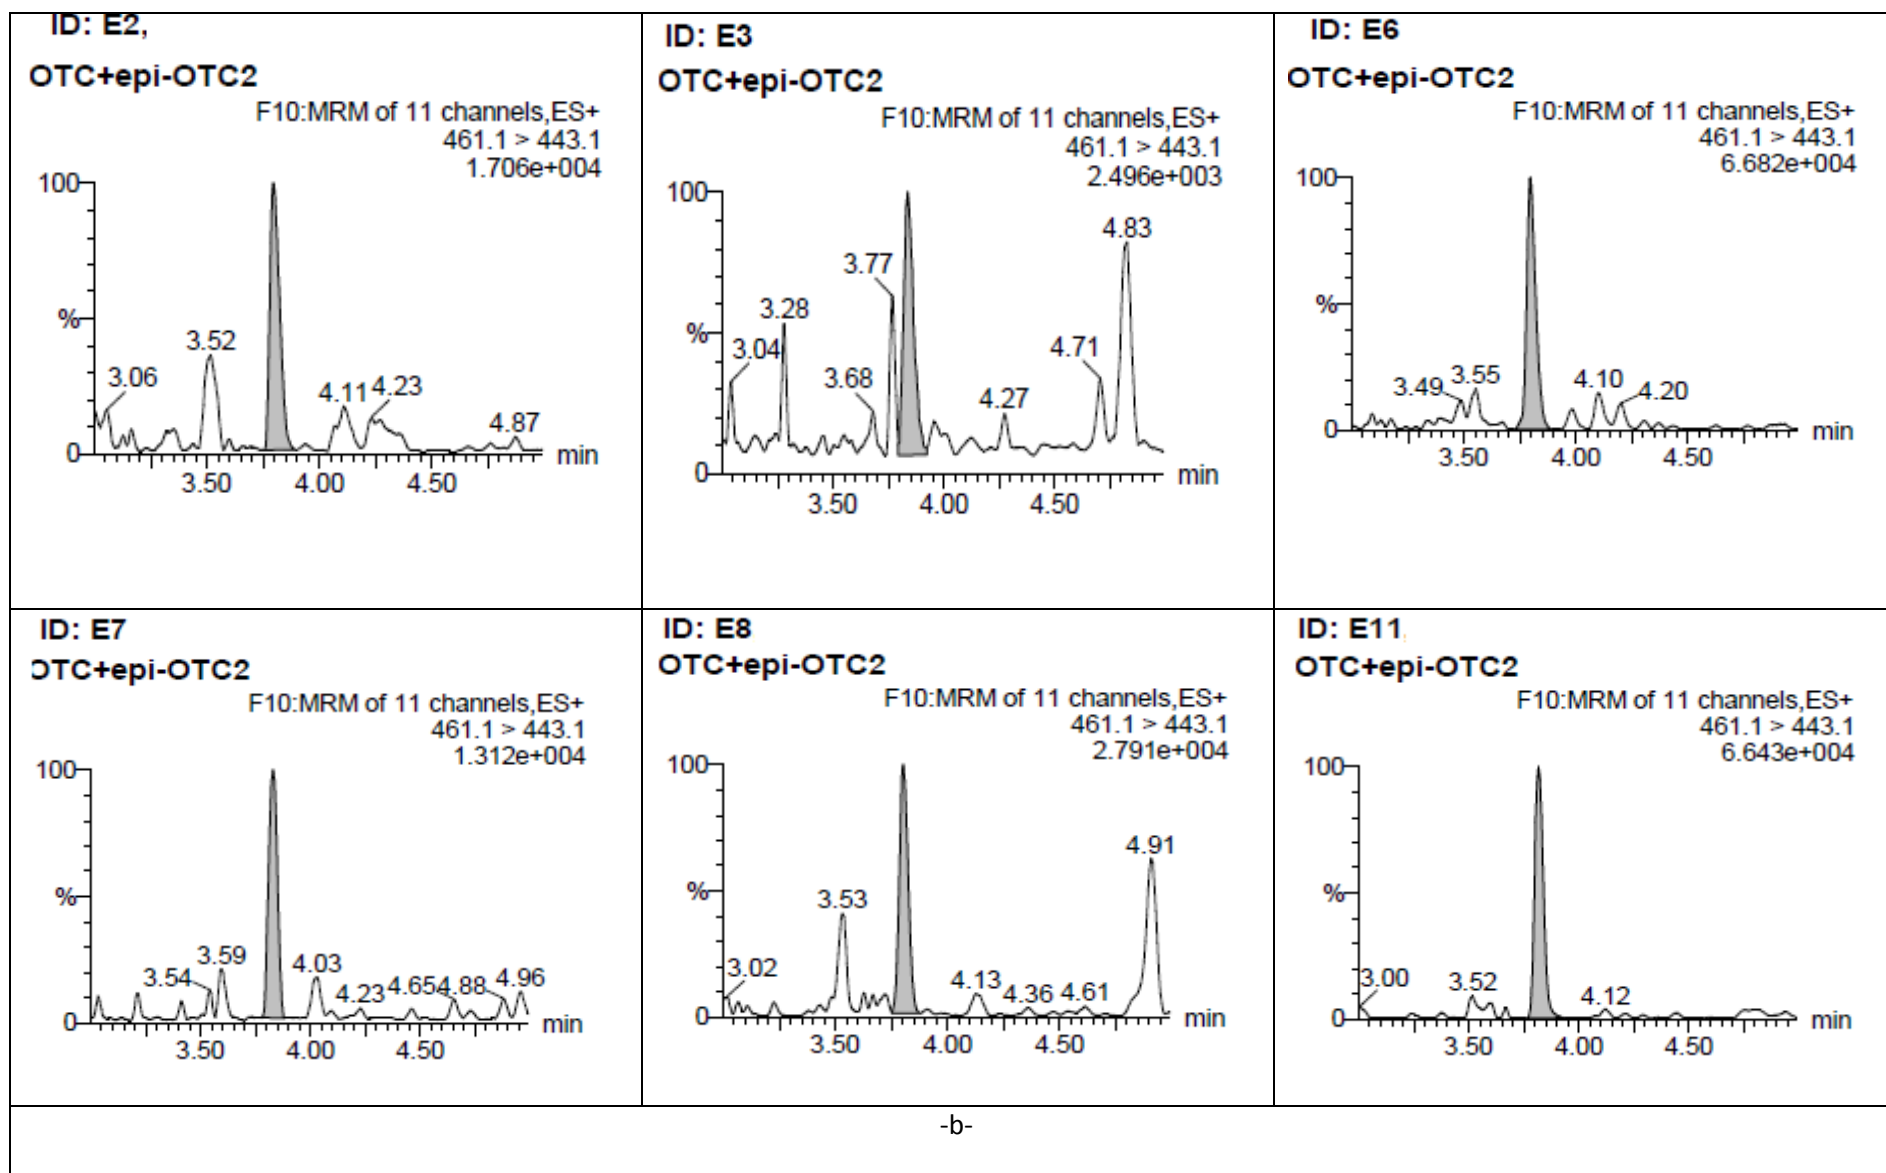 ID: E2,
OTC+epi-OTC2
F10:MRM of 11 channels,ES+
461.1 > 443.1
1.706e+004
100
%
0
3.06
3.52
4.11
4.23
4.87
3.50
4.00
4.50
min
ID: E3
OTC+epi-OTC2
F10:MRM of 11 channels,ES+
461.1 > 443.1
2.496e+003
100
%
0
3.04
3.28
3.68
3.77
4.27
4.71
4.83
3.50
4.00
4.50
min
ID: E6
OTC+epi-OTC2
F10:MRM of 11 channels,ES+
461.1 > 443.1
6.682e+004
100
%
0
3.49
3.55
4.10
4.20
3.50
4.00
4.50
min
ID: E7
OTC+epi-OTC2
F10:MRM of 11 channels,ES+
461.1 > 443.1
1.312e+004
100
%
0
3.54
3.59
4.03
4.23
4.65
4.88
4.96
3.50
4.00
4.50
min
ID: E8
OTC+epi-OTC2
F10:MRM of 11 channels,ES+
461.1 > 443.1
2.791e+004
100
%
0
3.02
3.53
4.13
4.36
4.61
4.91
3.50
4.00
4.50
min
ID: E11,
OTC+epi-OTC2
F10:MRM of 11 channels,ES+
461.1 > 443.1
6.643e+004
100
%
0
3.00
3.52
4.12
3.50
4.00
4.50
min
-b-